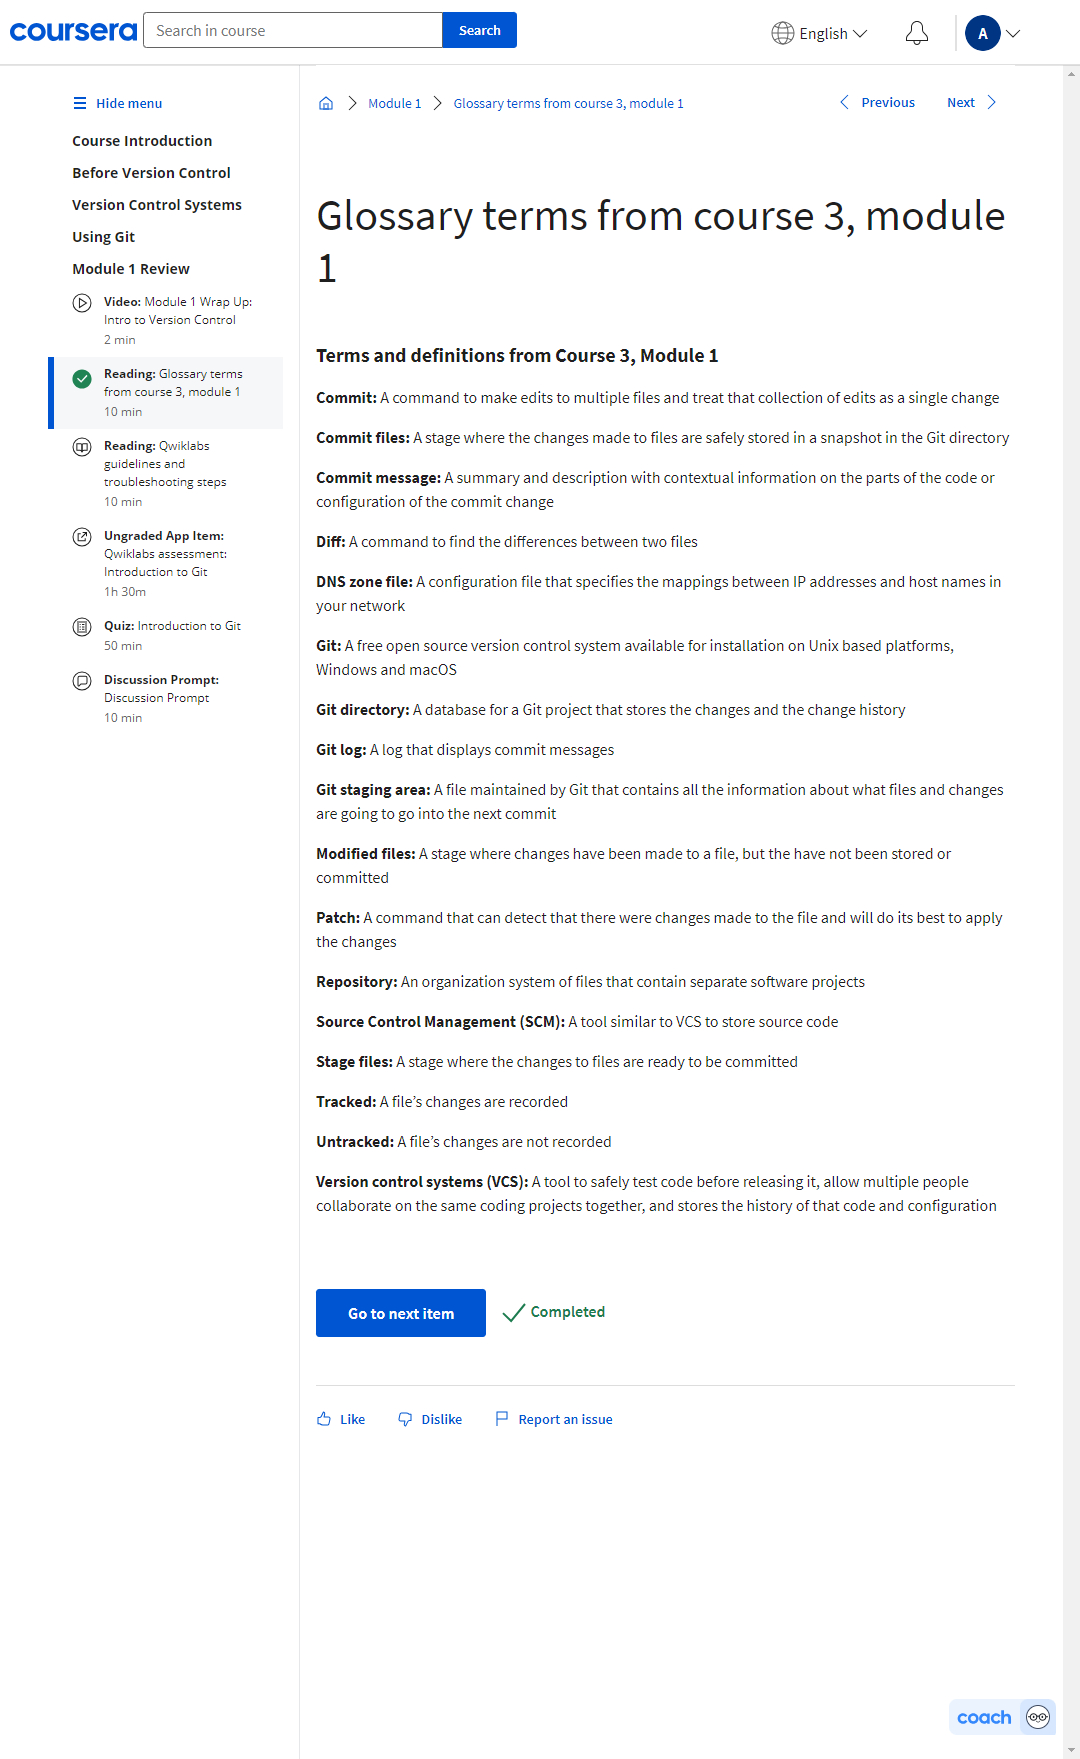 coursera
Search in course
Search
English
A
Hide menu
Course Introduction
Before Version Control
Version Control Systems
Using Git
Module 1 Review
Video: Module 1 Wrap Up:
Intro to Version Control
2 min
Reading: Glossary terms
from course 3, module 1
10 min
Reading: Qwiklabs
guidelines and
troubleshooting steps
10 min
Ungraded App Item:
Qwiklabs assessment:
Introduction to Git
1h 30m
Quiz: Introduction to Git
50 min
Discussion Prompt:
Discussion Prompt
10 min
Module 1
Glossary terms from course 3, module 1
Previous
Next
Glossary terms from course 3, module
1
Terms and definitions from Course 3, Module 1
Commit: A command to make edits to multiple files and treat that collection of edits as a single change
Commit files: A stage where the changes made to files are safely stored in a snapshot in the Git directory
Commit message: A summary and description with contextual information on the parts of the code or
configuration of the commit change
Diff: A command to find the differences between two files
DNS zone file: A configuration file that specifies the mappings between IP addresses and host names in
your network
Git: A free open source version control system available for installation on Unix based platforms,
Windows and macOS
Git directory: A database for a Git project that stores the changes and the change history
Git log: A log that displays commit messages
Git staging area: A file maintained by Git that contains all the information about what files and changes
are going to go into the next commit
Modified files: A stage where changes have been made to a file, but the have not been stored or
committed
Patch: A command that can detect that there were changes made to the file and will do its best to apply
the changes
Repository: An organization system of files that contain separate software projects
Source Control Management (SCM): A tool similar to VCS to store source code
Stage files: A stage where the changes to files are ready to be committed
Tracked: A file’s changes are recorded
Untracked: A file’s changes are not recorded
Version control systems (VCS): A tool to safely test code before releasing it, allow multiple people
collaborate on the same coding projects together, and stores the history of that code and configuration
Go to next item
Completed
Like
Dislike
Report an issue
coach